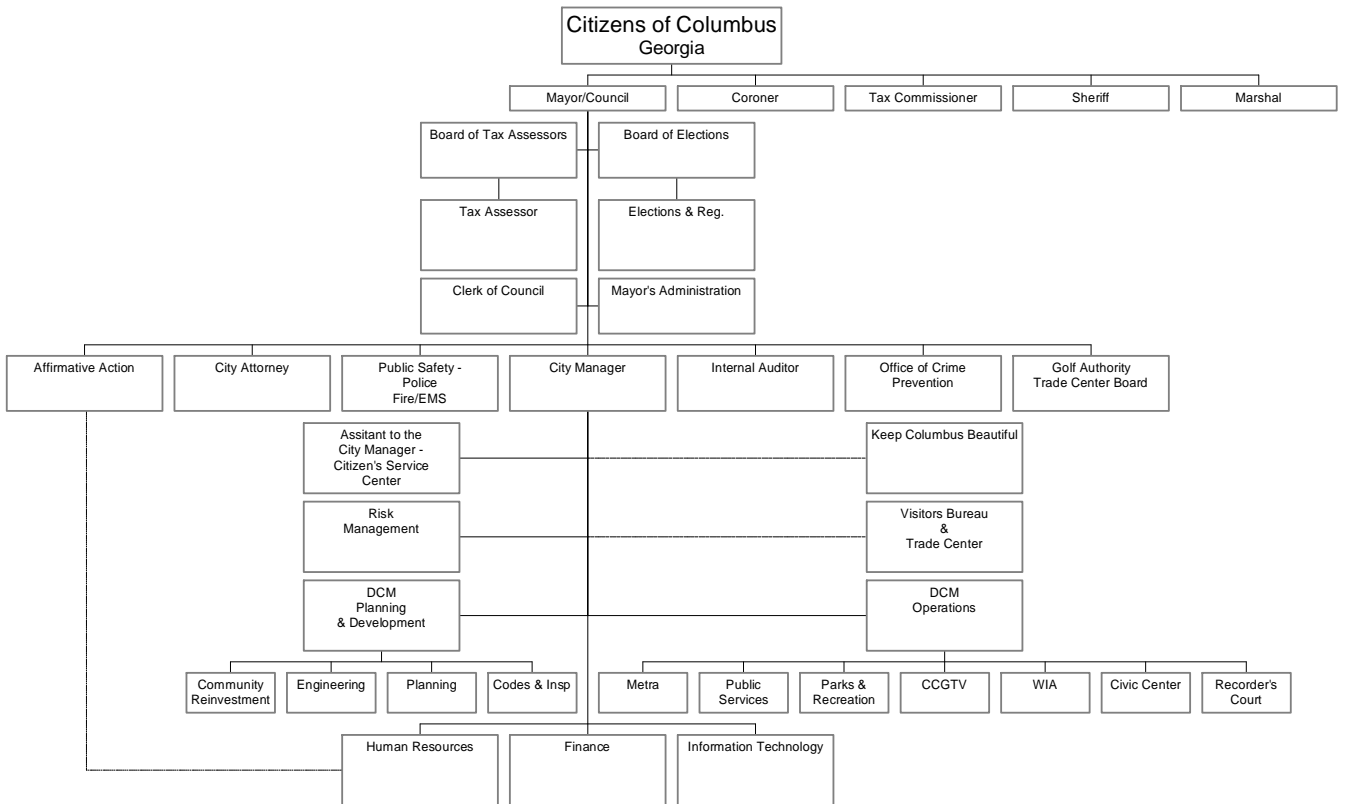 Citizens of Columbus
Georgia
Mayor/Council
Coroner
Tax Commissioner
Sheriff
Marshal
Board of Tax Assessors
Board of Elections
Tax Assessor
Elections & Reg.
Clerk of Council
Mayor's Administration
Affirmative Action
City Attorney
Public Safety -
Police
Fire/EMS
City Manager
Internal Auditor
Office of Crime
Prevention
Golf Authority
Trade Center Board
Assitant to the
City Manager -
Citizen's Service
Center
Keep Columbus Beautiful
Risk
Management
Visitors Bureau
&
Trade Center
DCM
Planning
& Development
DCM
Operations
Community
Reinvestment
Engineering
Planning
Codes & Insp
Metra
Public
Services
Parks &
Recreation
CCGTV
WIA
Civic Center
Recorder's
Court
Human Resources
Finance
Information Technology